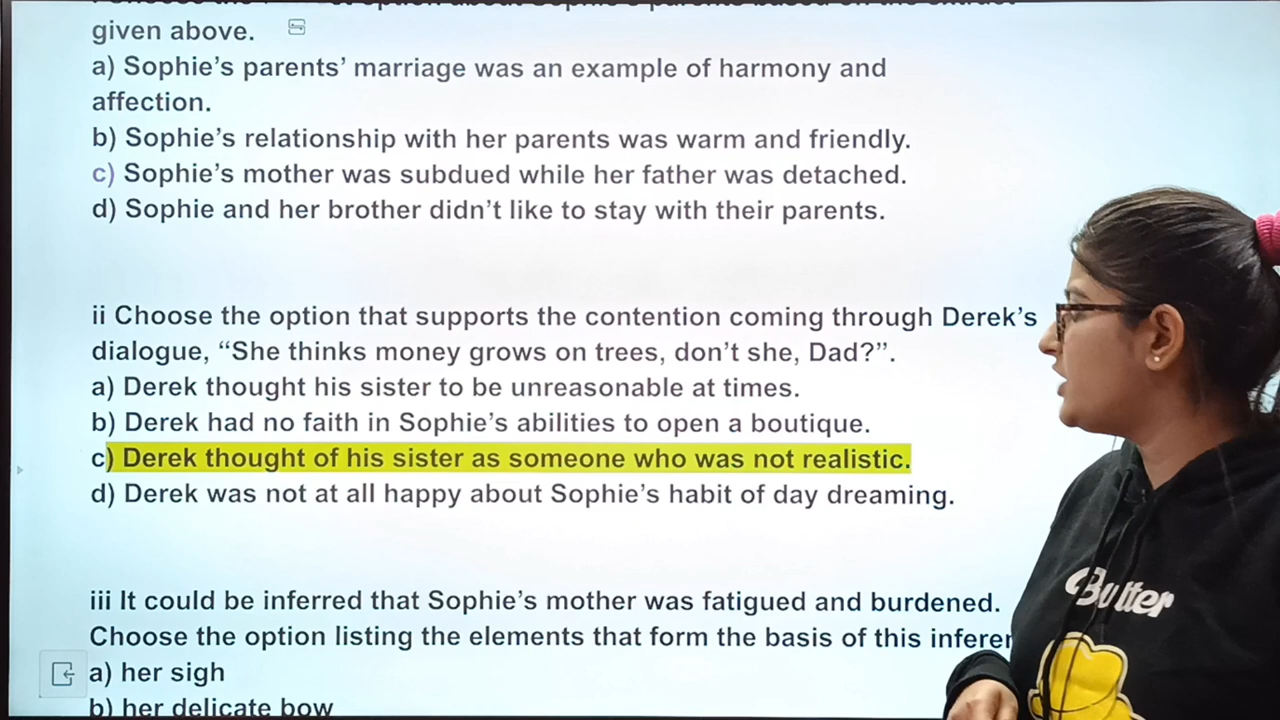 given above.
a) Sophie’s parents’ marriage was an example of harmony and
affection.
b) Sophie’s relationship with her parents was warm and friendly.
c) Sophie’s mother was subdued while her father was detached.
d) Sophie and her brother didn’t like to stay with their parents.
ii Choose the option that supports the contention coming through Derek’s
dialogue, “She thinks money grows on trees, don’t she, Dad?”.
a) Derek thought his sister to be unreasonable at times.
b) Derek had no faith in Sophie’s abilities to open a boutique.
c) Derek thought of his sister as someone who was not realistic.
d) Derek was not at all happy about Sophie’s habit of day dreaming.
iii It could be inferred that Sophie’s mother was fatigued and burdened.
Choose the option listing the elements that form the basis of this
a) her sigh
b) her delicate bow
Butter